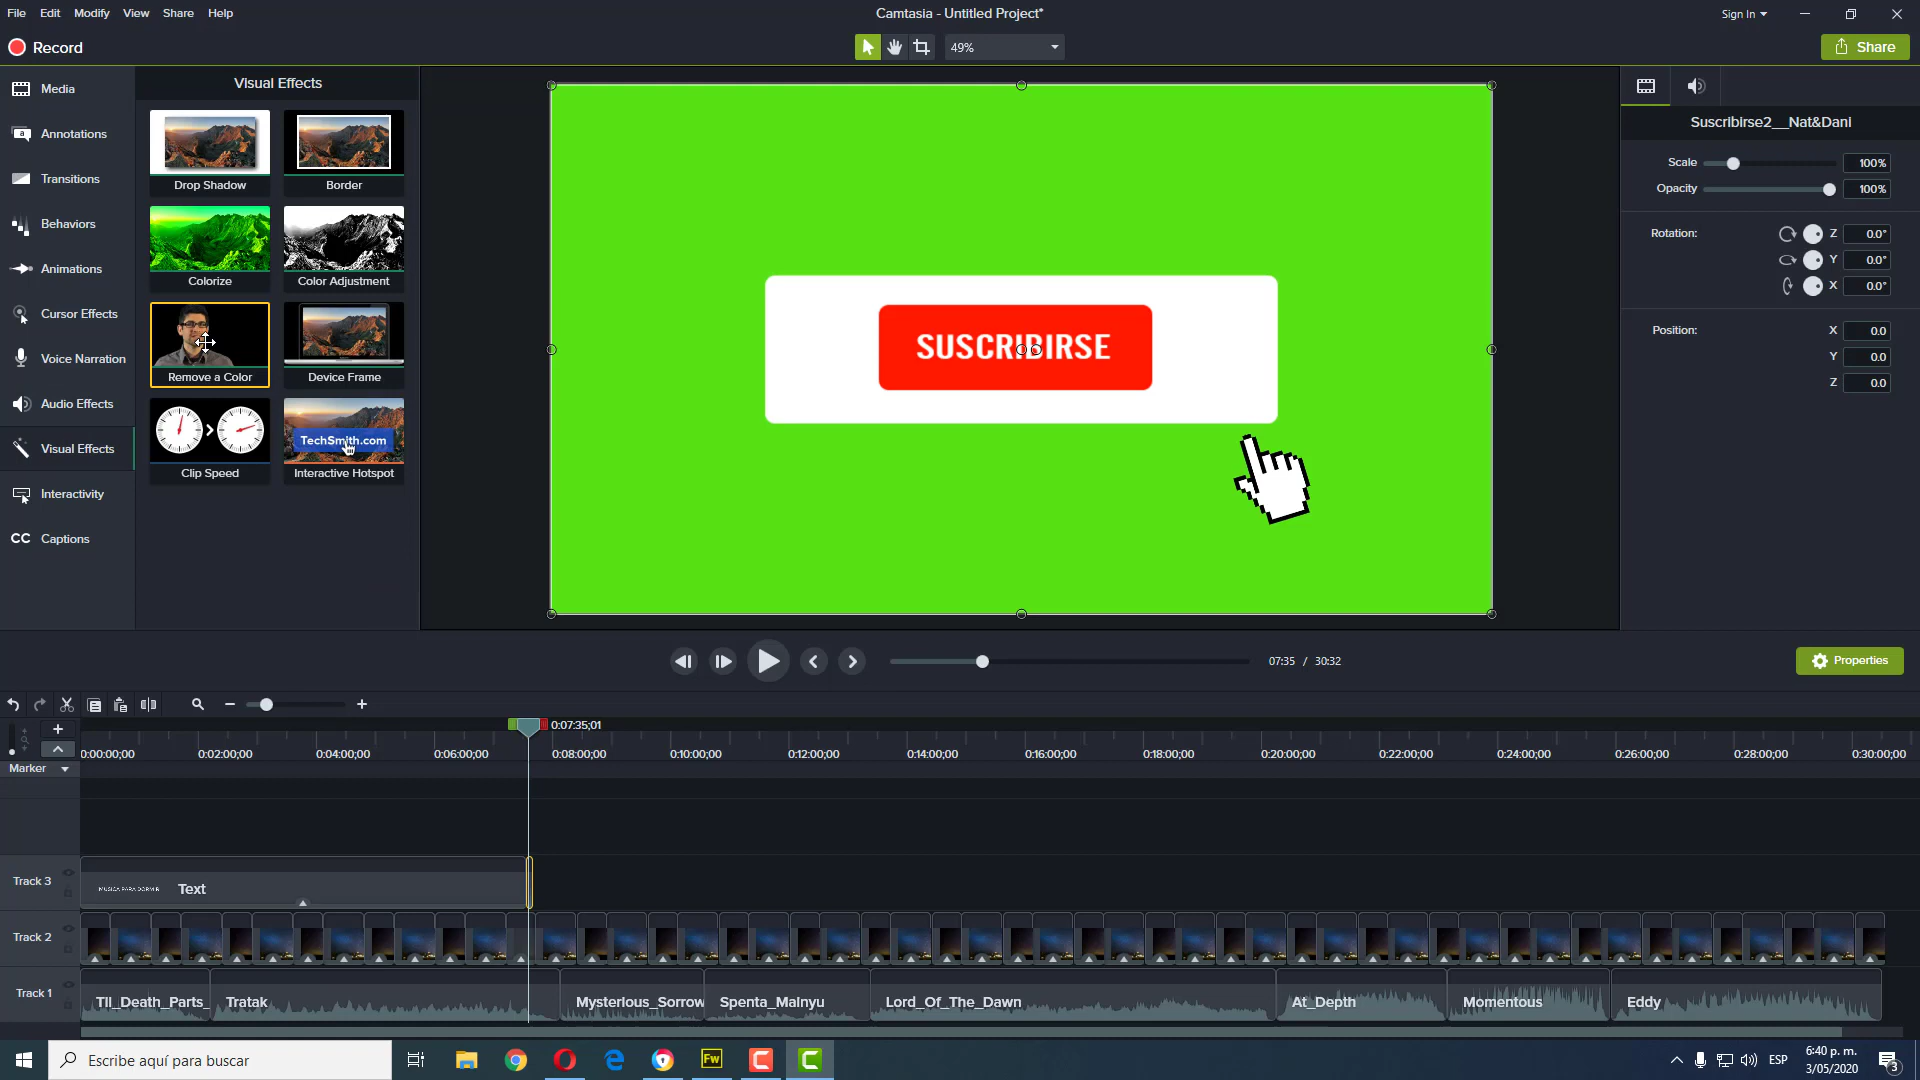 File Edit Modify View Share Help
Camtasia - Untitled Project*
Sign In
Record
49%
Share
Media
Annotations
Transitions
Behaviors
Animations
Cursor Effects
Voice Narration
Audio Effects
Visual Effects
Interactivity
CC Captions
Visual Effects
Drop Shadow
Border
Colorize
Color Adjustment
Remove a Color
Device Frame
TechSmith.com
Clip Speed
Interactive Hotspot
SUSCRIBIRSE
Suscribirse2__Nat&Dani
Scale 100%
Opacity 100%
Rotation: Z 0.0°
Y 0.0°
X 0.0°
Position: X 0.0
Y 0.0
Z 0.0
07:35 / 30:32
Properties
0:07:35;01
0:00:00;00 0:02:00;00 0:04:00;00 0:06:00;00 0:08:00;00 0:10:00;00 0:12:00;00 0:14:00;00 0:16:00;00 0:18:00;00 0:20:00;00 0:22:00;00 0:24:00;00 0:26:00;00 0:28:00;00 0:30:00;00
Marker
Track 3
MUSICA PARA DORMIR
Text
Track 2
Track 1
Til_Death_Parts_ Tratak Mysterious_Sorrow Spenta_Mainyu Lord_Of_The_Dawn At_Depth Momentous Eddy
Escribe aquí para buscar
Fw
ESP
6:40 p. m.
3/05/2020
3